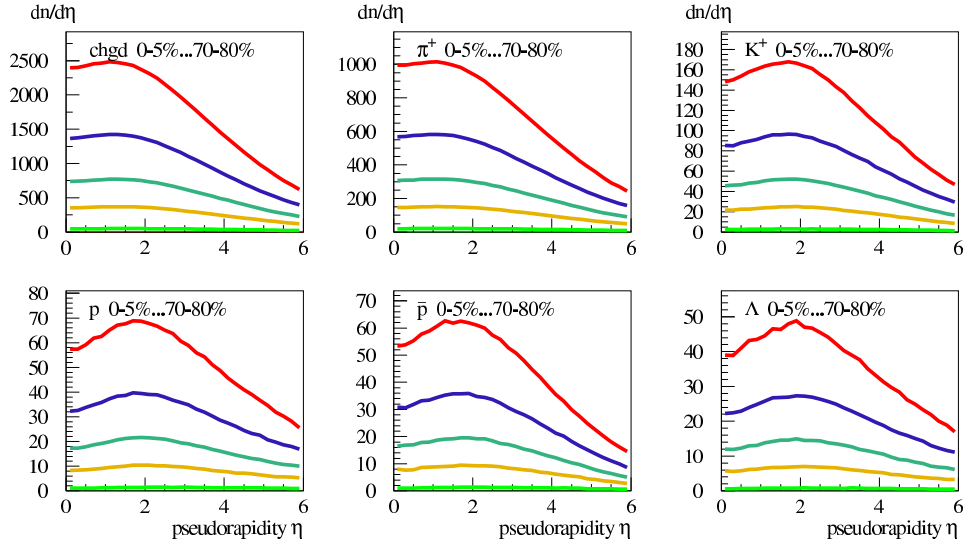 dn/dη
chgd 0-5%...70-80%
2500
2000
1500
1000
500
0
0 2 4 6
dn/dη
π⁺ 0-5%...70-80%
1000
800
600
400
200
0
0 2 4 6
dn/dη
K⁺ 0-5%...70-80%
180
160
140
120
100
80
60
40
20
0
0 2 4 6
p 0-5%...70-80%
80
70
60
50
40
30
20
10
0
0 2 4 6
pseudorapidity η
p̄ 0-5%...70-80%
70
60
50
40
30
20
10
0
0 2 4 6
pseudorapidity η
Λ 0-5%...70-80%
50
40
30
20
10
0
0 2 4 6
pseudorapidity η